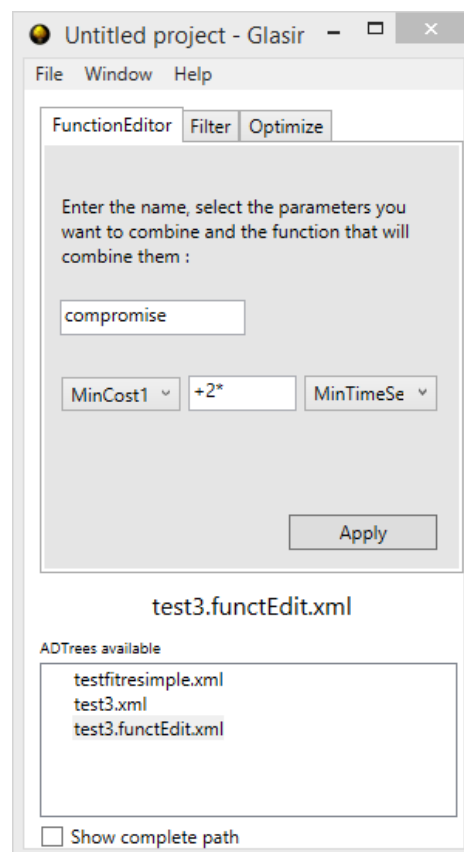 Untitled project - Glasir
File Window Help
FunctionEditor Filter Optimize
Enter the name, select the parameters you
want to combine and the function that will
combine them :
compromise
MinCost1 +2* MinTimeSe
Apply
test3.functEdit.xml
ADTrees available
testfitresimple.xml
test3.xml
test3.functEdit.xml
Show complete path